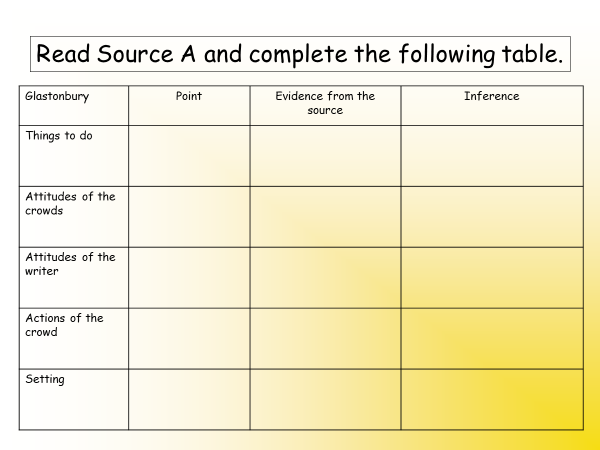 Read Source A and complete the following table.
Glastonbury
Point
Evidence from the
source
Inference
Things to do
Attitudes of the
crowds
Attitudes of the
writer
Actions of the
crowd
Setting